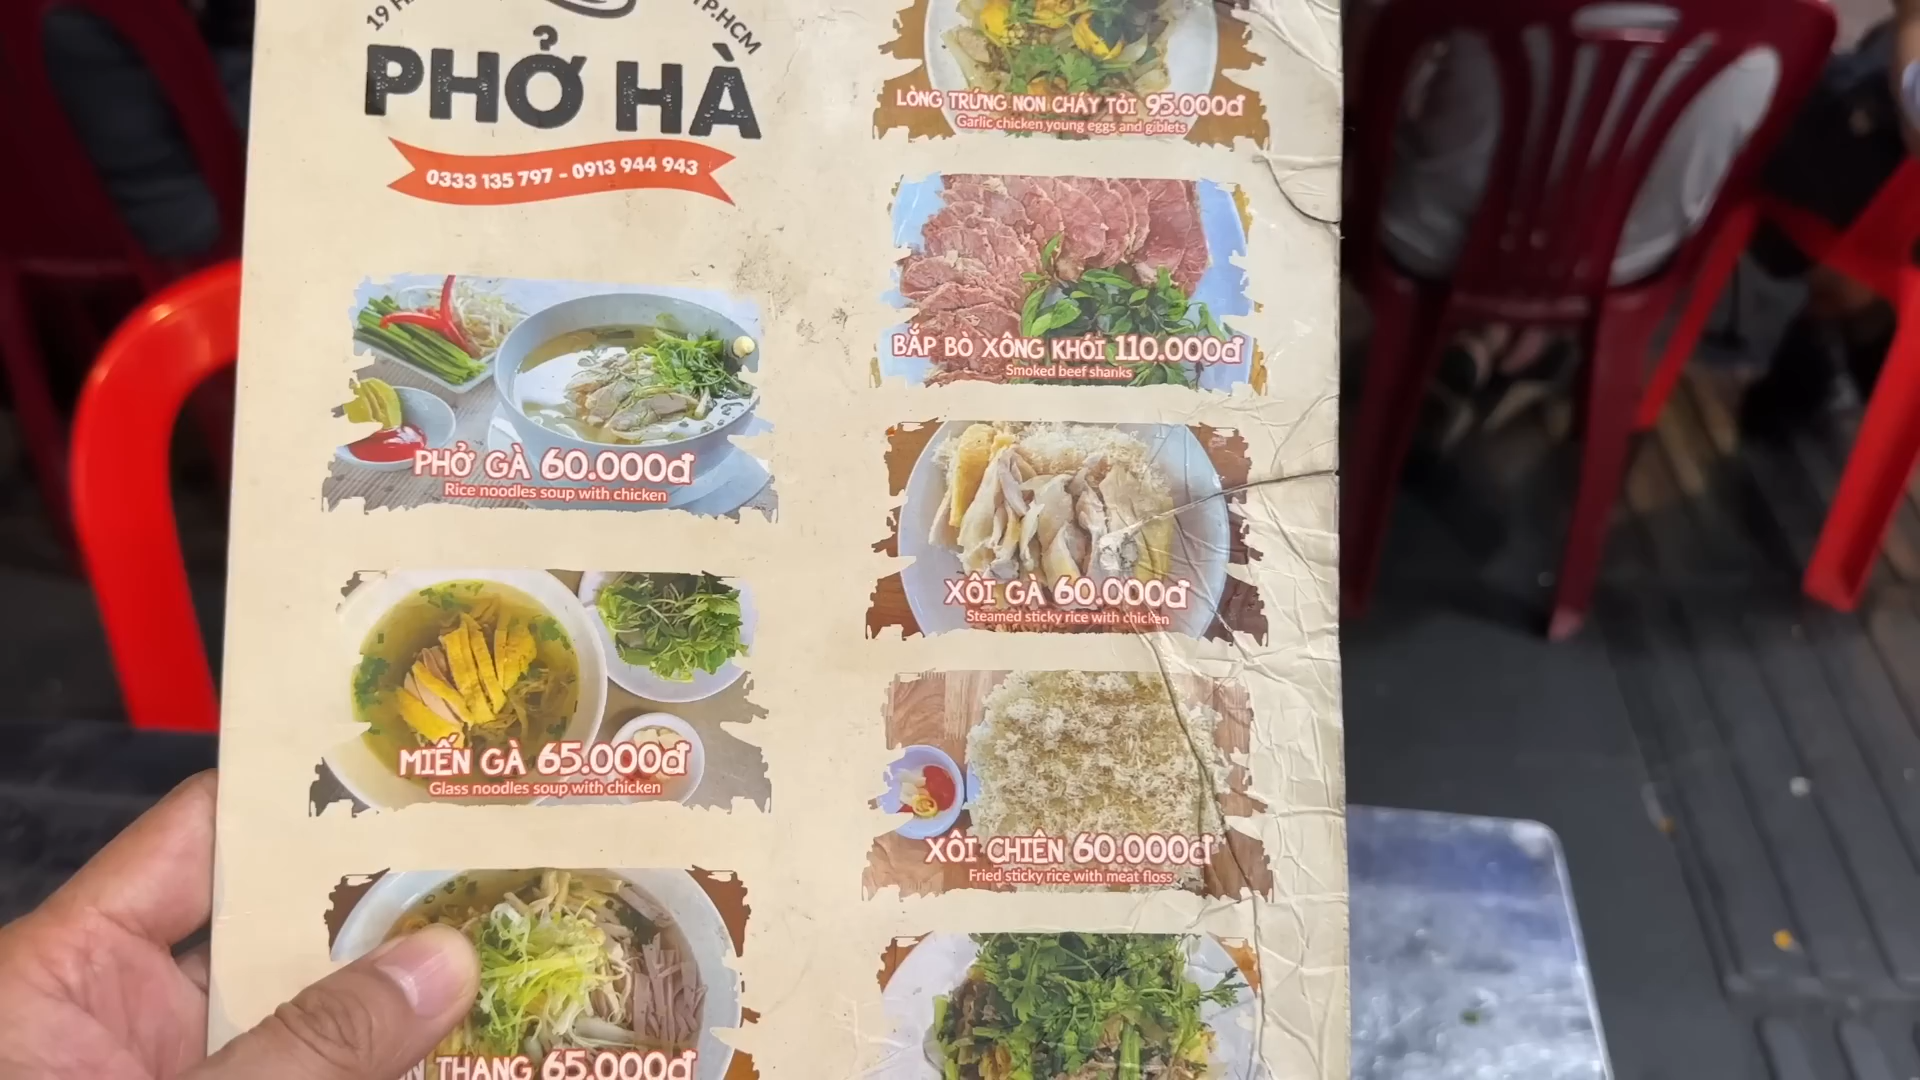 19 H
TP.HCM
PHỞ HÀ
0333 135 797 - 0913 944 943
PHỞ GÀ 60.000đ
Rice noodles soup with chicken
MIẾN GÀ 65.000đ
Glass noodles soup with chicken
THANG 65.000đ
LÒNG TRỨNG NON CHÁY TỎI 95.000đ
Garlic chicken young eggs and giblets
BẮP BÒ XÔNG KHÓI 110.000đ
Smoked beef shanks
XÔI GÀ 60.000đ
Steamed sticky rice with chicken
XÔI CHIÊN 60.000đ
Fried sticky rice with meat floss